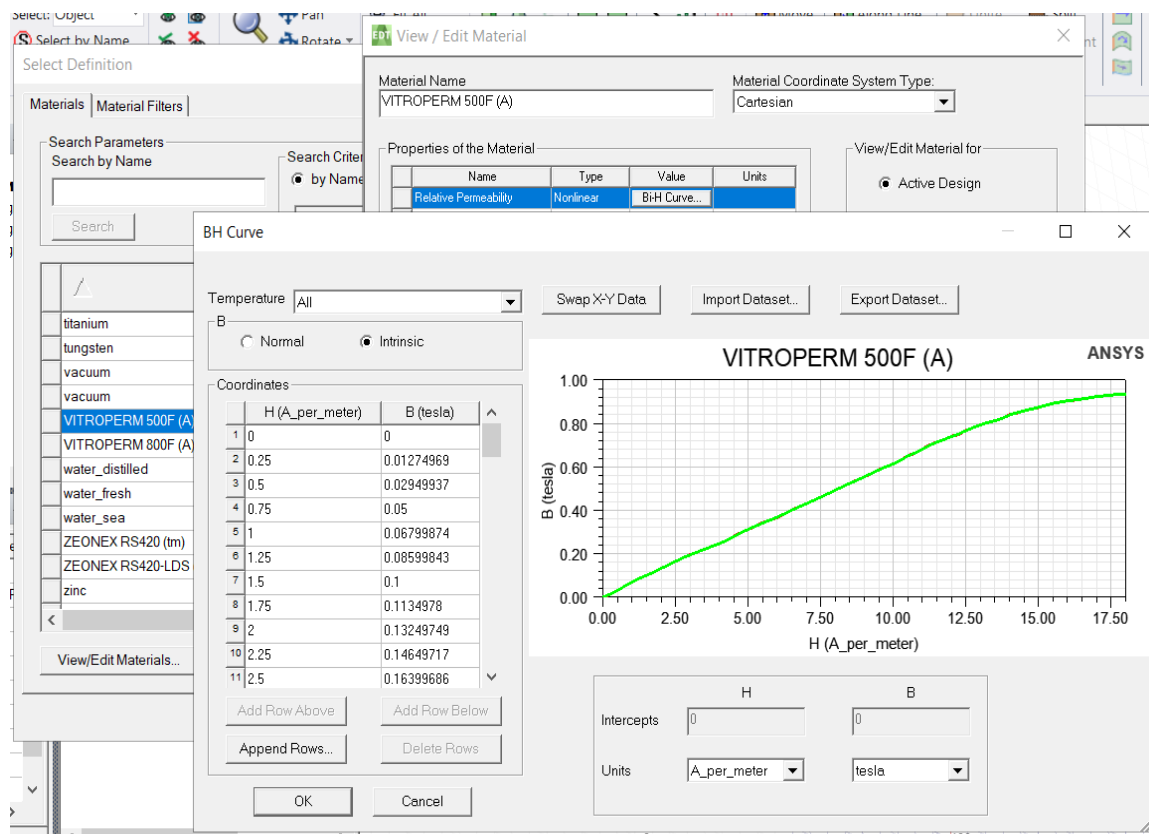 Select: Object
Pan
Select by Name
Rotate
EDT View / Edit Material
Select Definition
Material Name
Material Coordinate System Type:
VITROPERM 500F (A)
Cartesian
Materials
Material Filters
Search Parameters
Search by Name
Search Criter
by Name
Search
Properties of the Material
Name Type Value Units
Relative Permeability Nonlinear Bi-H Curve...
View/Edit Material for
Active Design
BH Curve
Temperature All
Swap X-Y Data
Import Dataset...
Export Dataset...
B
Normal
Intrinsic
Coordinates
H (A_per_meter) B (tesla)
1 0 0
2 0.25 0.01274969
3 0.5 0.02949937
4 0.75 0.05
5 1 0.06799874
6 1.25 0.08599843
7 1.5 0.1
8 1.75 0.1134978
9 2 0.13249749
10 2.25 0.14649717
11 2.5 0.16399686
Add Row Above
Add Row Below
Append Rows...
Delete Rows
OK
Cancel
titanium
tungsten
vacuum
vacuum
VITROPERM 500F (A)
VITROPERM 800F (A)
water_distilled
water_fresh
water_sea
ZEONEX RS420 (tm)
ZEONEX RS420-LDS
zinc
View/Edit Materials...
VITROPERM 500F (A)
ANSYS
1.00
0.80
0.60
0.40
0.20
0.00
B (tesla)
0.00 2.50 5.00 7.50 10.00 12.50 15.00 17.50
H (A_per_meter)
H B
Intercepts 0 0
Units A_per_meter tesla